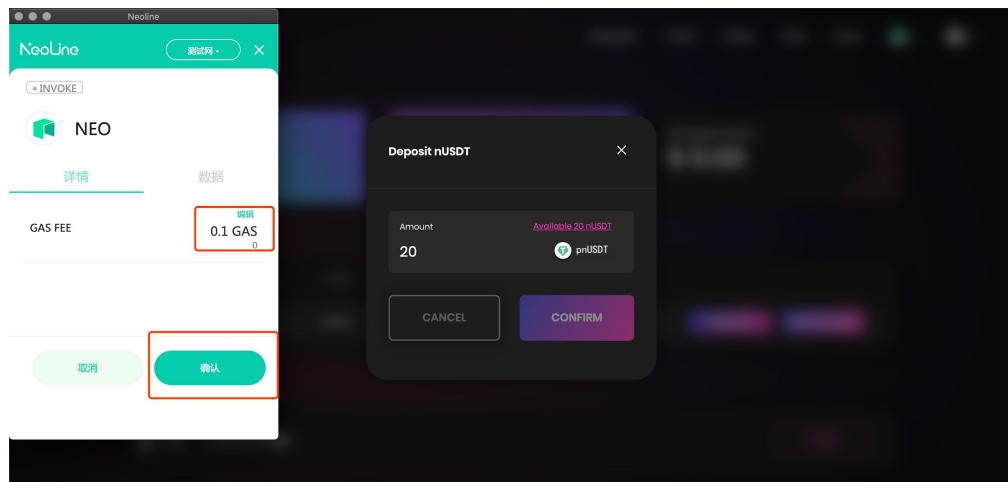 Neoline
NeoLine
测试网
INVOKE
NEO
详情
数据
GAS FEE
编辑
0.1 GAS
0
取消
确认
Deposit nUSDT
Amount
Available 20 nUSDT
20
pnUSDT
CANCEL
CONFIRM